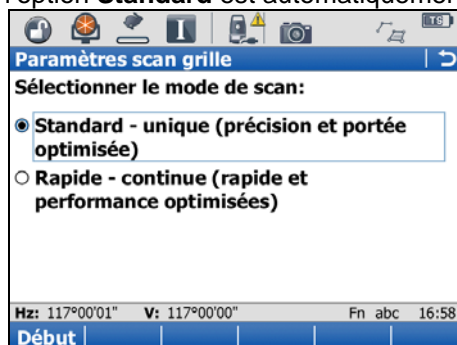 l'option Standard est automatiquement
TS
Paramètres scan grille
Sélectionner le mode de scan:
Standard - unique (précision et portée
optimisée)
Rapide - continue (rapide et
performance optimisées)
Hz: 117°00'01" V: 117°00'00" Fn abc 16:58
Début